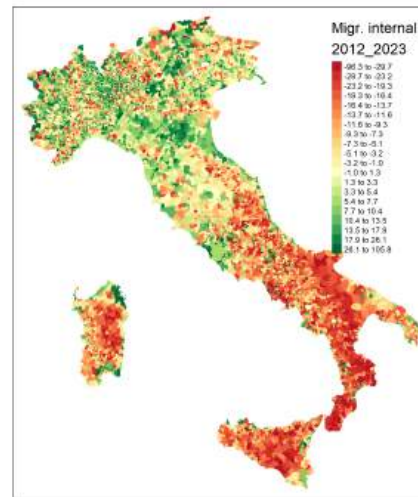 Migr. internal
2012_2023
-96.3 to -29.7
-29.7 to -23.2
-23.2 to -19.3
-19.3 to -16.4
-16.4 to -13.7
-13.7 to -11.6
-11.6 to -9.3
-9.3 to -7.3
-7.3 to -5.1
-5.1 to -3.2
-3.2 to -1.0
-1.0 to 1.3
1.3 to 3.3
3.3 to 5.4
5.4 to 7.7
7.7 to 10.4
10.4 to 13.5
13.5 to 17.9
17.9 to 26.1
26.1 to 105.8